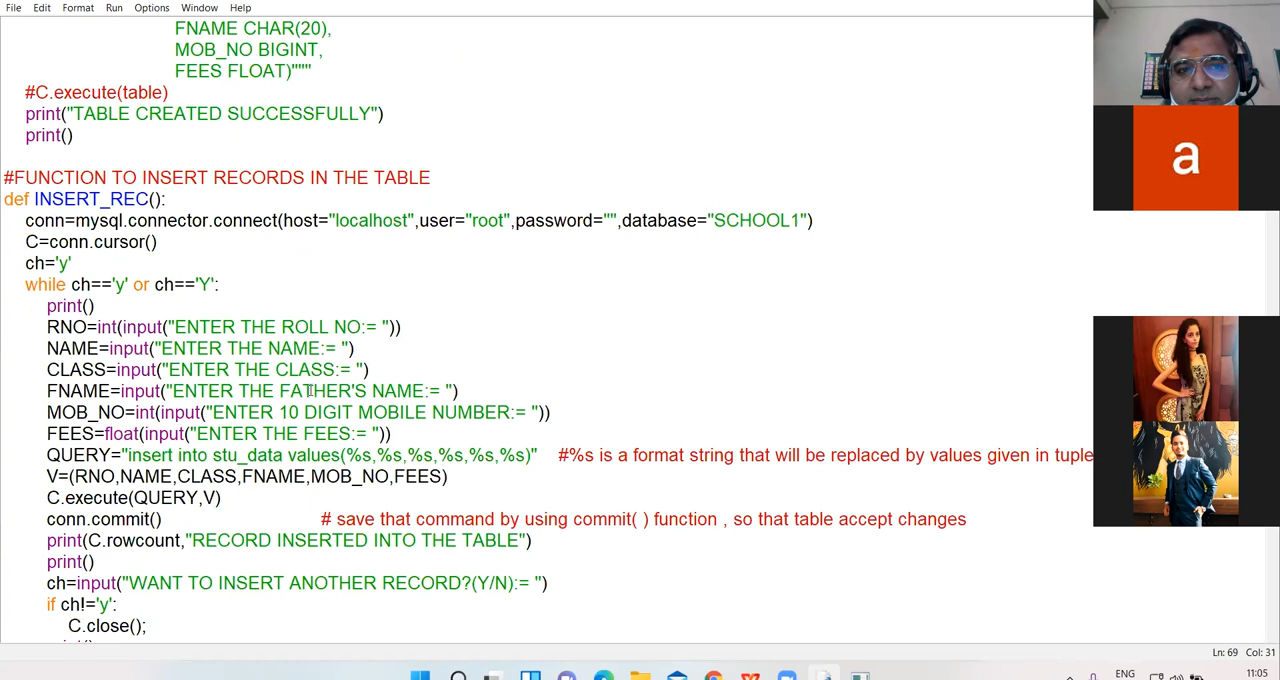 File Edit Format Run Options Window Help
FNAME CHAR(20),
MOB_NO BIGINT,
FEES FLOAT)"""
#C.execute(table)
print("TABLE CREATED SUCCESSFULLY")
print()
#FUNCTION TO INSERT RECORDS IN THE TABLE
def INSERT_REC():
conn=mysql.connector.connect(host="localhost",user="root",password="",database="SCHOOL1")
C=conn.cursor()
ch='y'
while ch=='y' or ch=='Y':
print()
RNO=int(input("ENTER THE ROLL NO:= "))
NAME=input("ENTER THE NAME:= ")
CLASS=input("ENTER THE CLASS:= ")
FNAME=input("ENTER THE FATHER'S NAME:= ")
MOB_NO=int(input("ENTER 10 DIGIT MOBILE NUMBER:= "))
FEES=float(input("ENTER THE FEES:= "))
QUERY="insert into stu_data values(%s,%s,%s,%s,%s,%s)" #%s is a format string that will be replaced by values given in tuple
V=(RNO,NAME,CLASS,FNAME,MOB_NO,FEES)
C.execute(QUERY,V)
conn.commit() # save that command by using commit( ) function , so that table accept changes
print(C.rowcount,"RECORD INSERTED INTO THE TABLE")
print()
ch=input("WANT TO INSERT ANOTHER RECORD?(Y/N):= ")
if ch!='y':
C.close();
a
Ln: 69 Col: 31
ENG
11:05